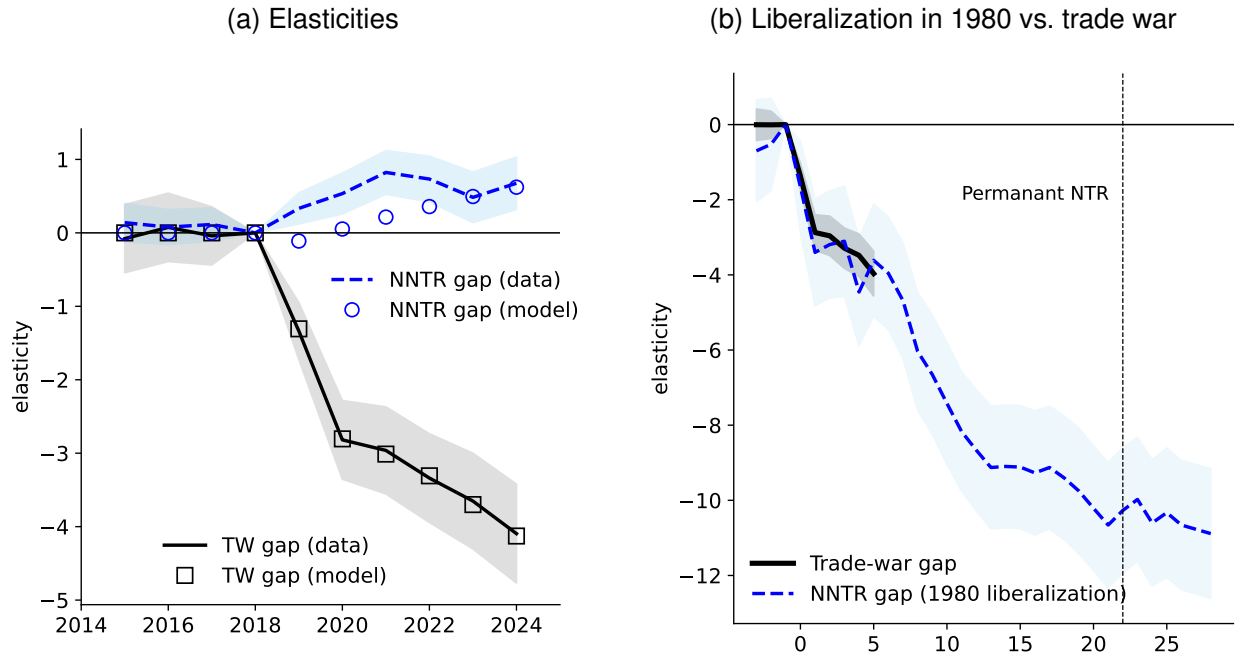 (a) Elasticities
1
0
−1
−2
−3
−4
−5
elasticity
NNTR gap (data)
NNTR gap (model)
TW gap (data)
TW gap (model)
2014
2016
2018
2020
2022
2024
(b) Liberalization in 1980 vs. trade war
0
−2
−4
−6
−8
−10
−12
elasticity
Permanant NTR
Trade-war gap
NNTR gap (1980 liberalization)
0
5
10
15
20
25